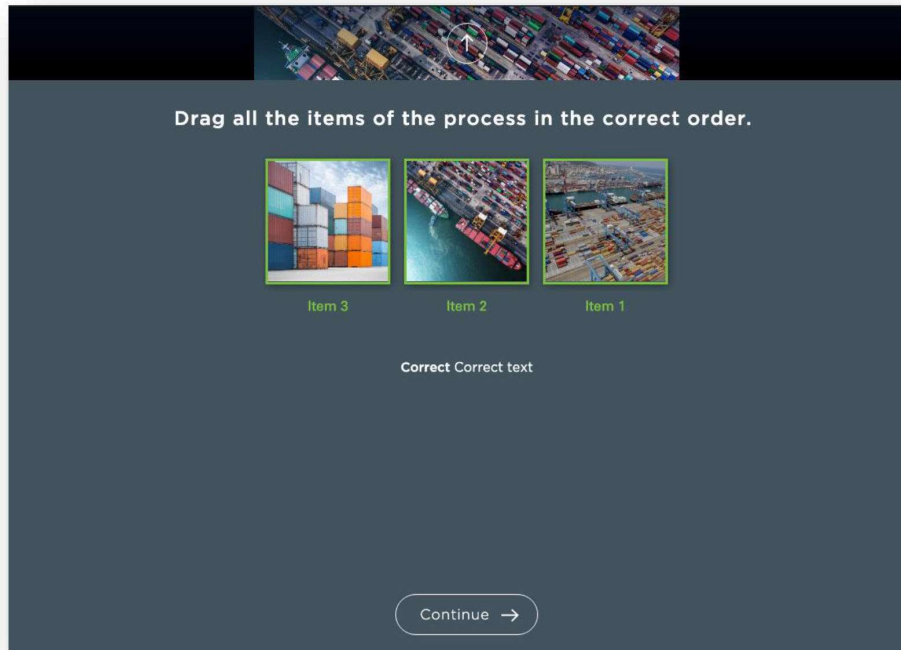 Drag all the items of the process in the correct order.
Item 3
Item 2
Item 1
Correct Correct text
Continue